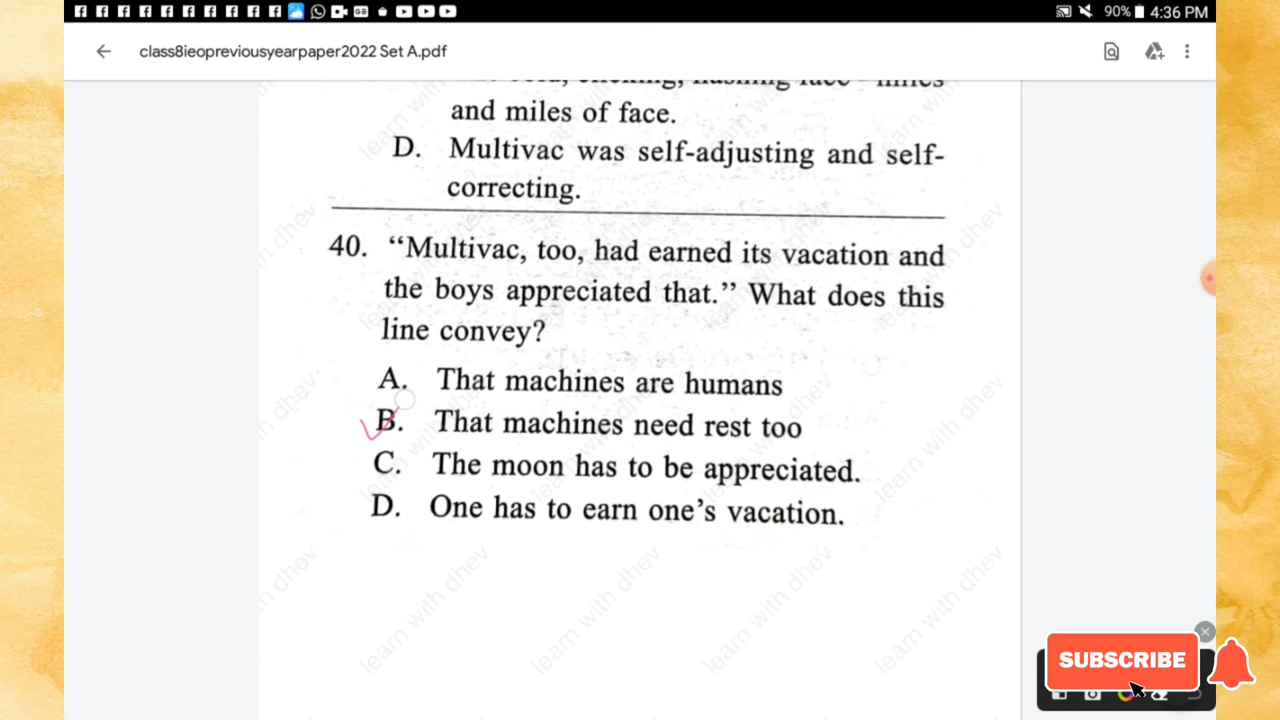 90% 4:36 PM
class8ieopreviousyearpaper2022 Set A.pdf
and miles of face.
D. Multivac was self-adjusting and self-
correcting.
40. “Multivac, too, had earned its vacation and
the boys appreciated that.” What does this
line convey?
A. That machines are humans
B. That machines need rest too
C. The moon has to be appreciated.
D. One has to earn one’s vacation.
learn with dhev
SUBSCRIBE